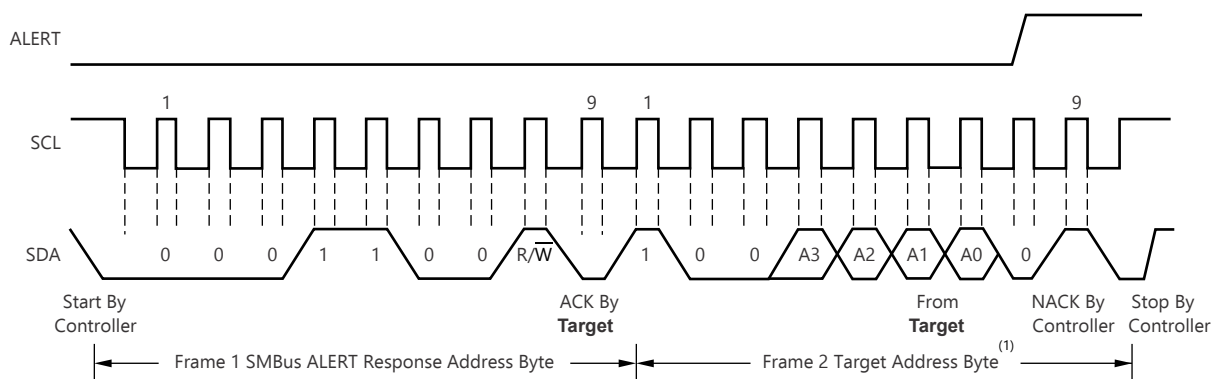 ALERT
1 9 1 9
SCL
SDA
0 0 0 1 1 0 0 R/W̅ 1 0 0 A3 A2 A1 A0 0
Start By
Controller
ACK By
Target
From
Target
NACK By
Controller
Stop By
Controller
Frame 1 SMBus ALERT Response Address Byte
Frame 2 Target Address Byte(1)